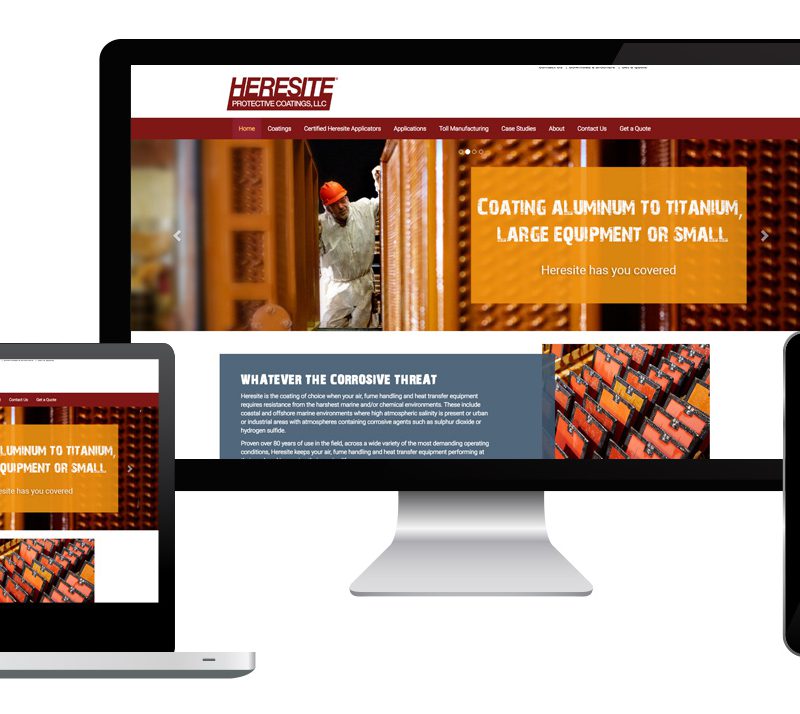 HERESITE®
PROTECTIVE COATINGS, LLC
Home Coatings Certified Heresite Applicators Applications Toll Manufacturing Case Studies About Contact Us Get a Quote
COATING ALUMINUM TO TITANIUM,
LARGE EQUIPMENT OR SMALL
Heresite has you covered
WHATEVER THE CORROSIVE THREAT
Heresite is the coating of choice when your air, fume handling and heat transfer equipment
requires resistance from the harshest marine and/or chemical environments. These include
coastal and offshore marine environments where high atmospheric salinity is present or urban
or industrial areas with atmospheres containing corrosive agents such as sulphur dioxide or
hydrogen sulfide.
Proven over 80 years of use in the field, across a wide variety of the most demanding operating
conditions, Heresite keeps your air, fume handling and heat transfer equipment performing at
Contact Us Get a Quote
LUMINUM TO TITANIUM,
QUIPMENT OR SMALL
esite has you covered